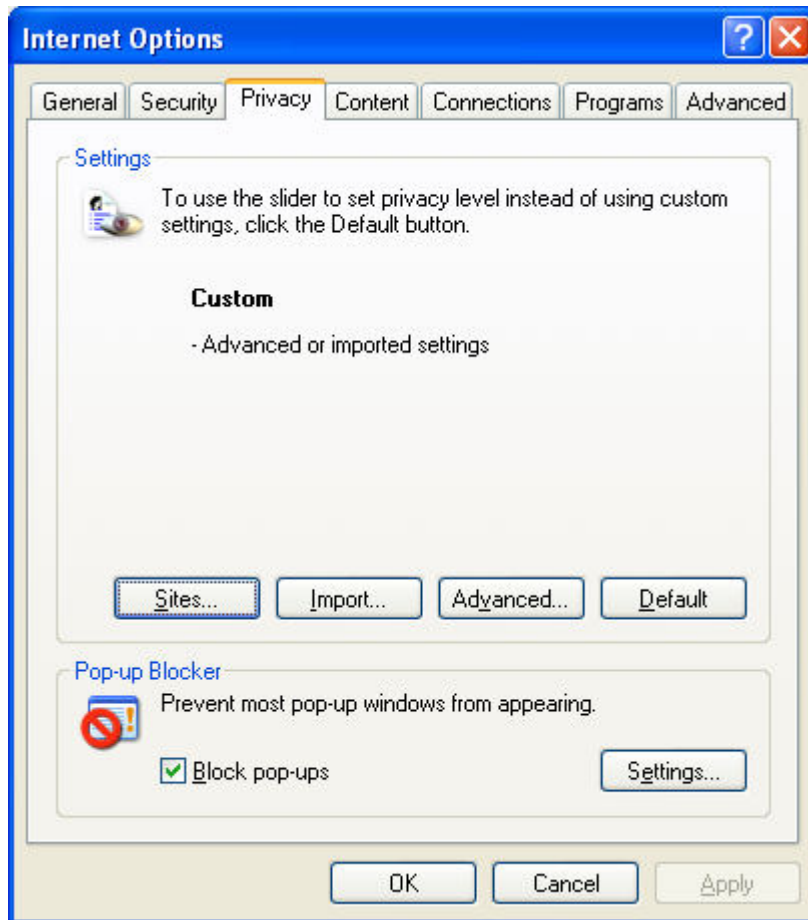 Internet Options
General Security Privacy Content Connections Programs Advanced
Settings
To use the slider to set privacy level instead of using custom
settings, click the Default button.
Custom
- Advanced or imported settings
Sites... Import... Advanced... Default
Pop-up Blocker
Prevent most pop-up windows from appearing.
Block pop-ups Settings...
OK Cancel Apply